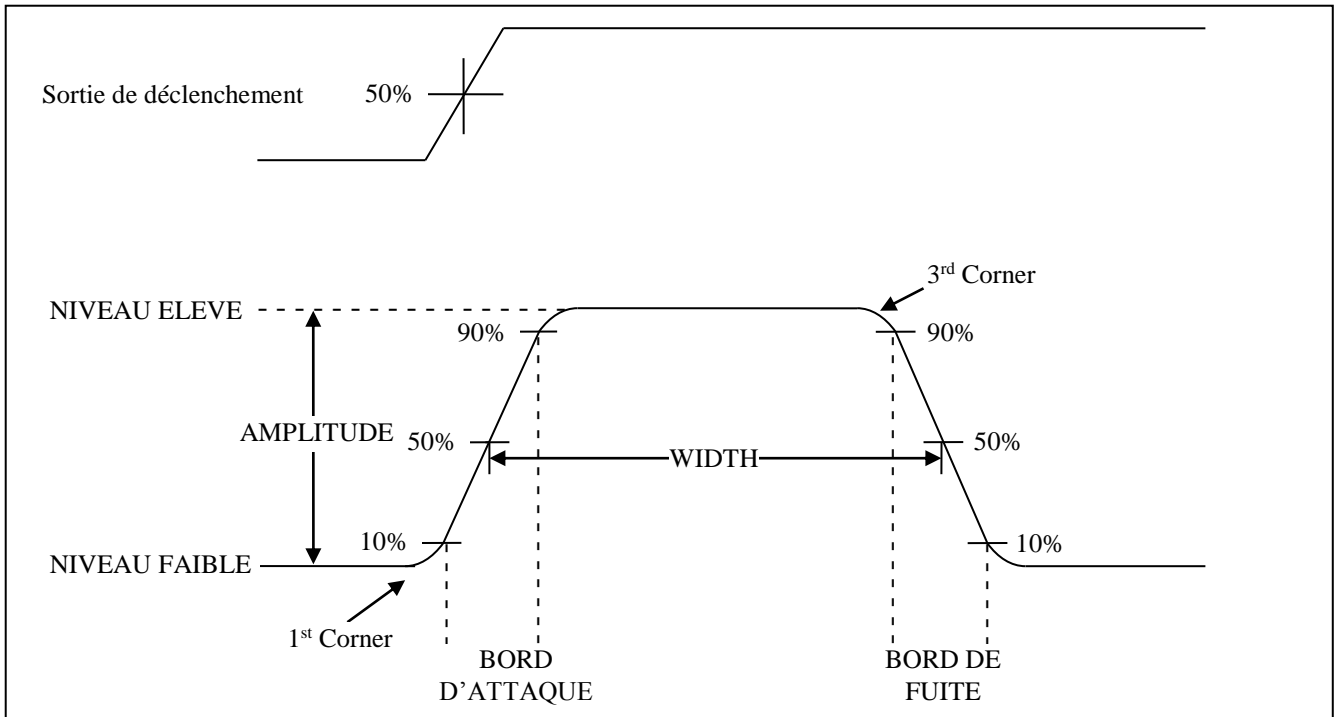 Sortie de déclenchement
50%
3rd Corner
NIVEAU ELEVE
90%
90%
AMPLITUDE
50%
50%
WIDTH
10%
10%
NIVEAU FAIBLE
1st Corner
BORD
D'ATTAQUE
BORD DE
FUITE